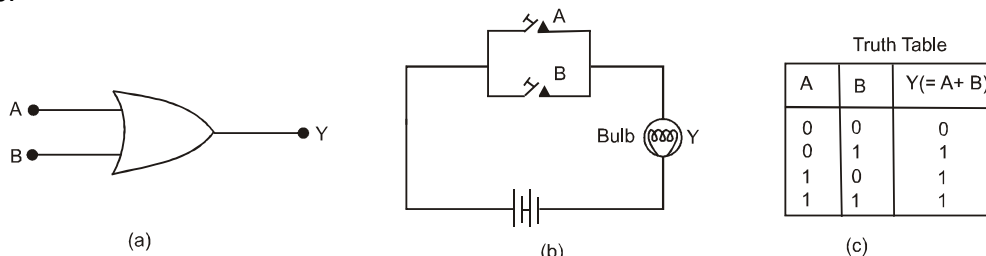 A
B
Y
(a)
A
B
Bulb
Y
(b)
Truth Table
A B Y(= A+ B)
0 0 0
0 1 1
1 0 1
1 1 1
(c)